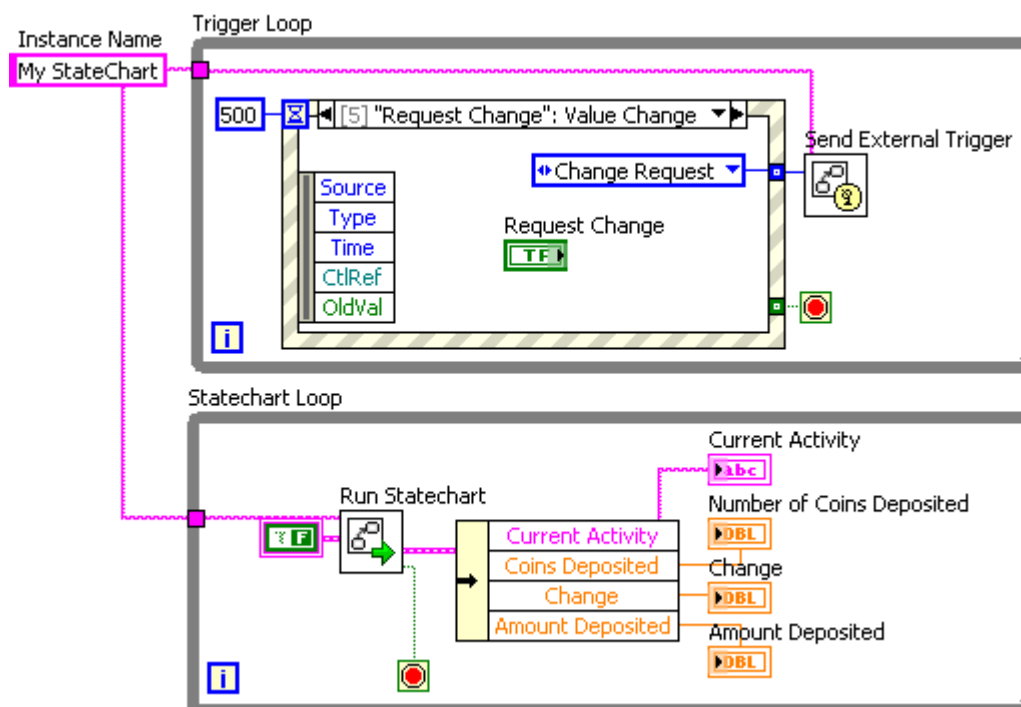 Trigger Loop
Instance Name
My StateChart
500
[5] "Request Change": Value Change
Send External Trigger
Change Request
Source
Type
Time
CtlRef
OldVal
Request Change
TF
i
Statechart Loop
Current Activity
abc
Run Statechart
Number of Coins Deposited
? F
Current Activity
DBL
Coins Deposited
Change
Change
DBL
Amount Deposited
Amount Deposited
DBL
i